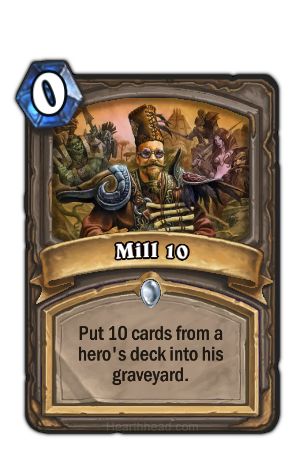 0
Mill 10
Put 10 cards from a
hero's deck into his
graveyard.
Hearthhead.com